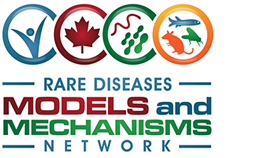 RARE DISEASES
MODELS and
MECHANISMS
NETWORK